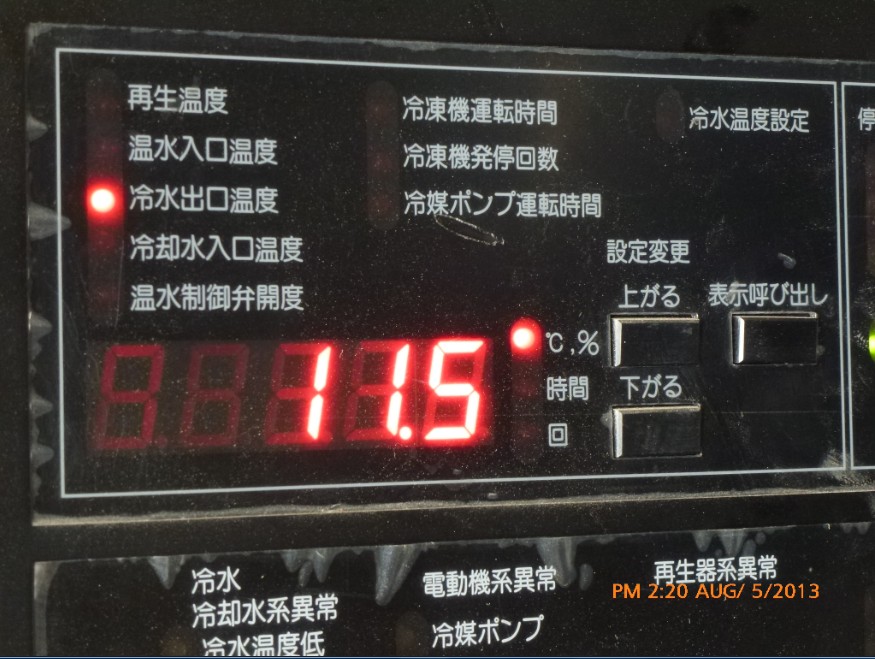 再生温度
温水入口温度
冷水出口温度
冷却水入口温度
温水制御弁開度
冷凍機運転時間
冷凍機発停回数
冷媒ポンプ運転時間
冷水温度設定
停
設定変更
上がる
表示呼び出し
下がる
11.5
℃,%
時間
回
冷水
冷却水系異常
冷水温度低
電動機系異常
冷媒ポンプ
再生器系異常
PM 2:20 AUG/ 5/2013